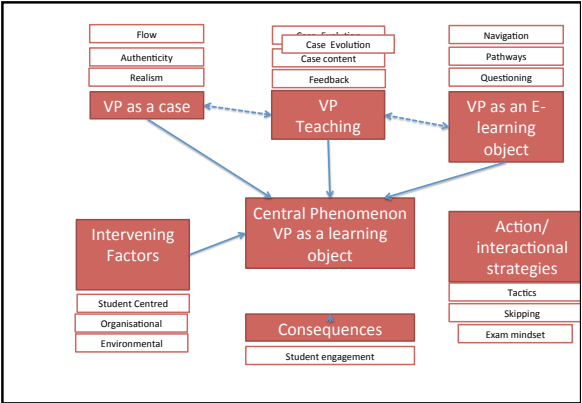 Flow
Authenticity
Realism
VP as a case
Case Evolution
Case Evolution
Case content
Feedback
VP
Teaching
Navigation
Pathways
Questioning
VP as an E-
learning
object
Central Phenomenon
VP as a learning
object
Intervening
Factors
Student Centred
Organisational
Environmental
Consequences
Student engagement
Action/
interactional
strategies
Tactics
Skipping
Exam mindset